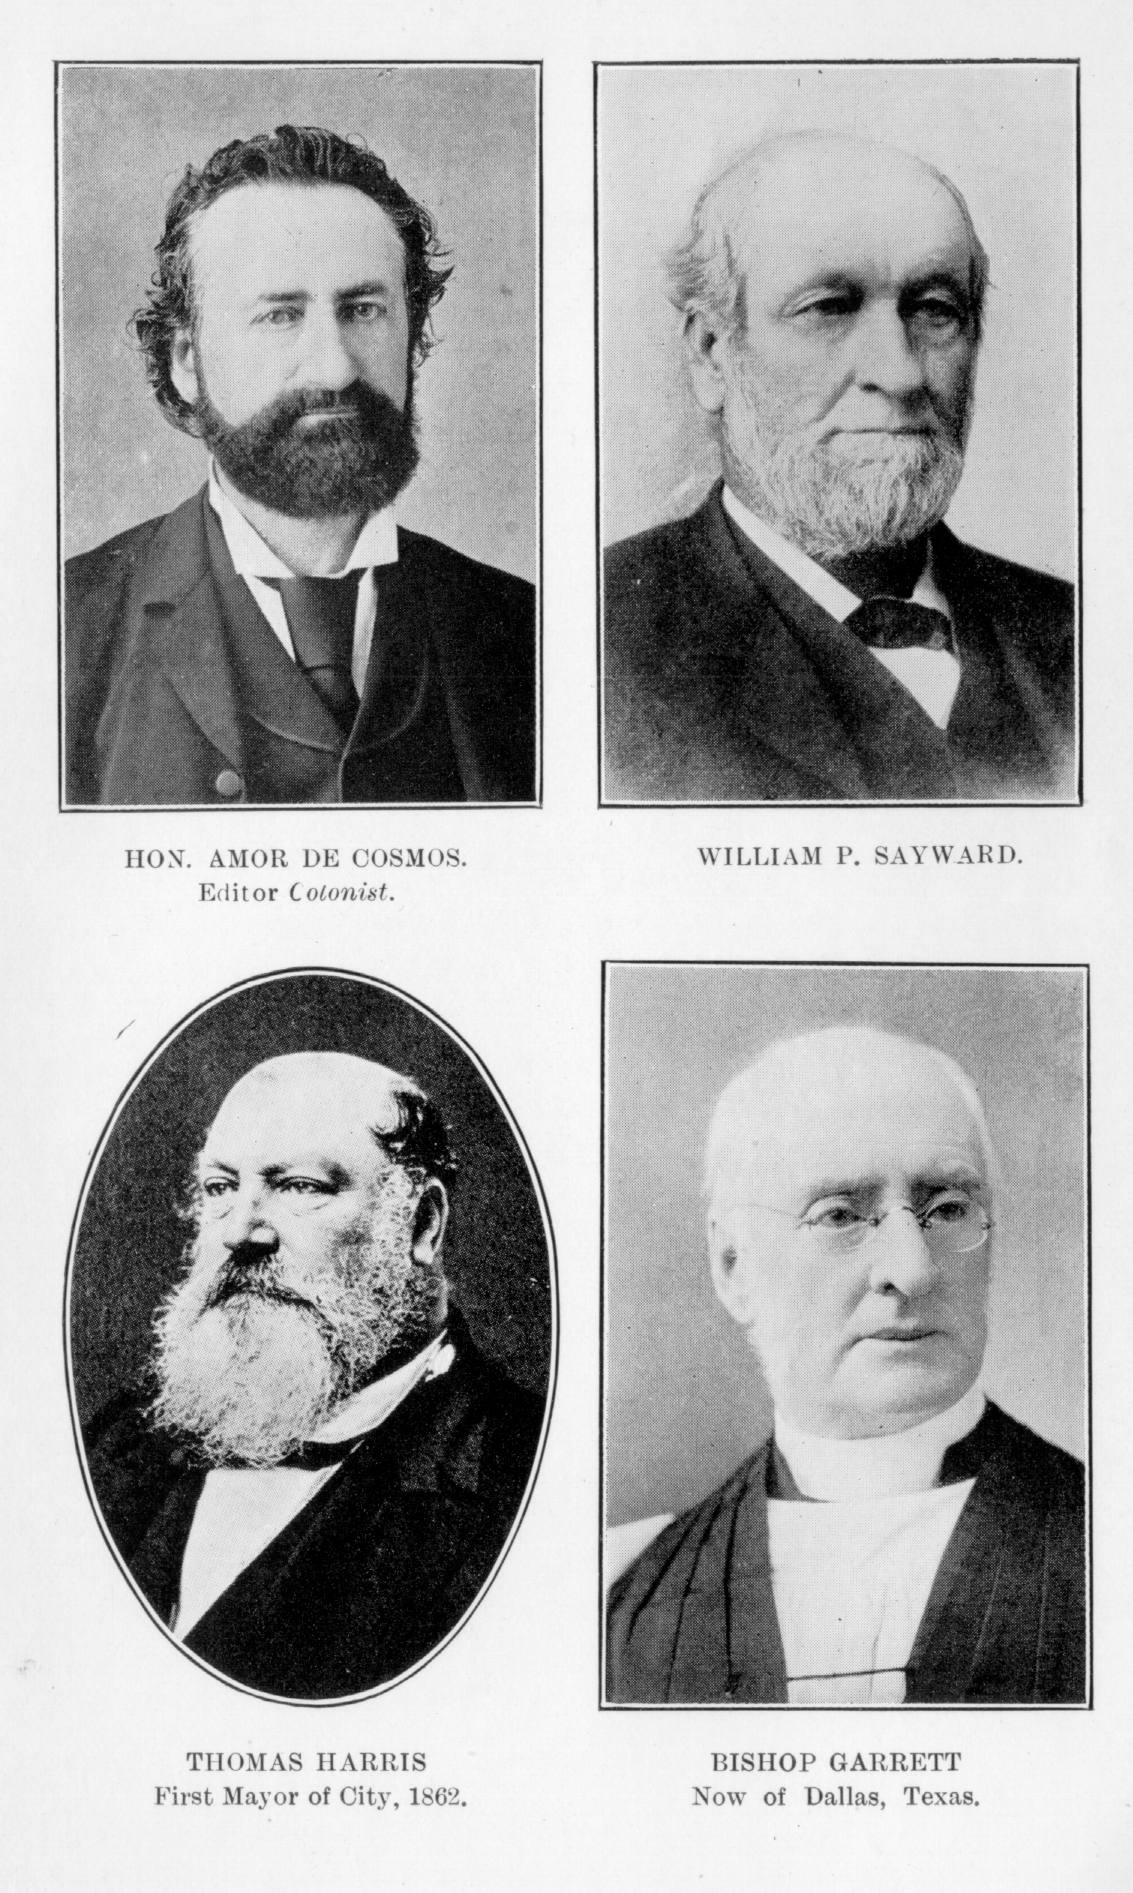 HON. AMOR DE COSMOS.
Editor Colonist.
WILLIAM P. SAYWARD.
THOMAS HARRIS
First Mayor of City, 1862.
BISHOP GARRETT
Now of Dallas, Texas.